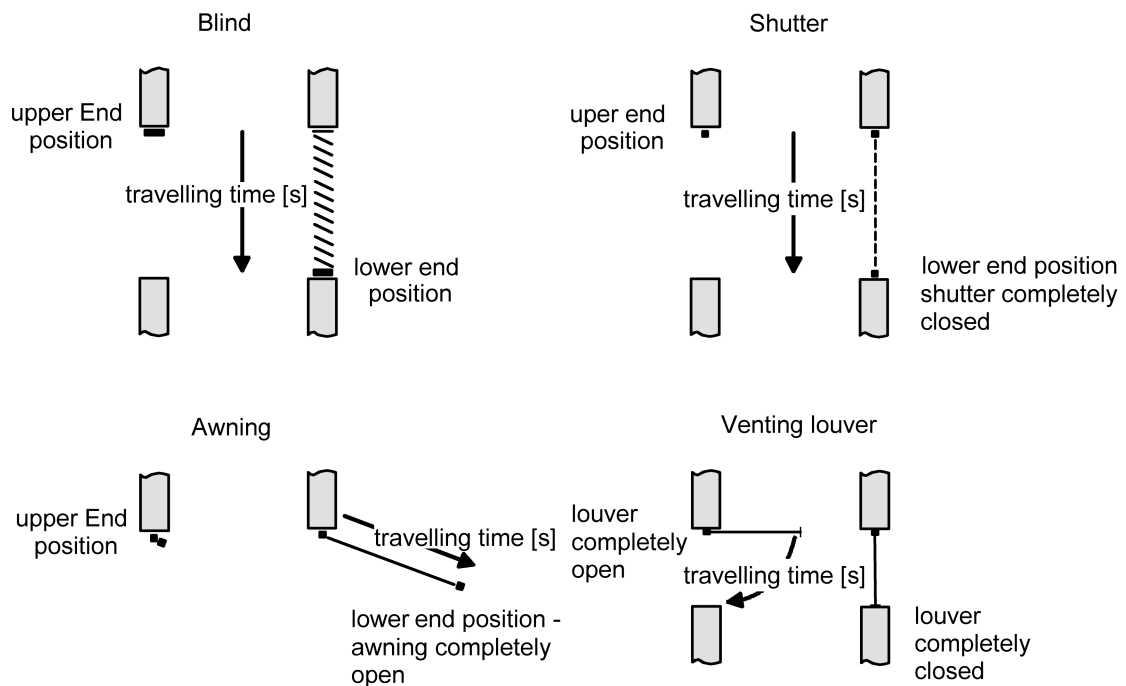 Blind
upper End
position
travelling time [s]
lower end
position
Shutter
uper end
position
travelling time [s]
lower end position
shutter completely
closed
Awning
upper End
position
travelling time [s]
lower end position -
awning completely
open
Venting louver
louver
completely
open
travelling time [s]
louver
completely
closed